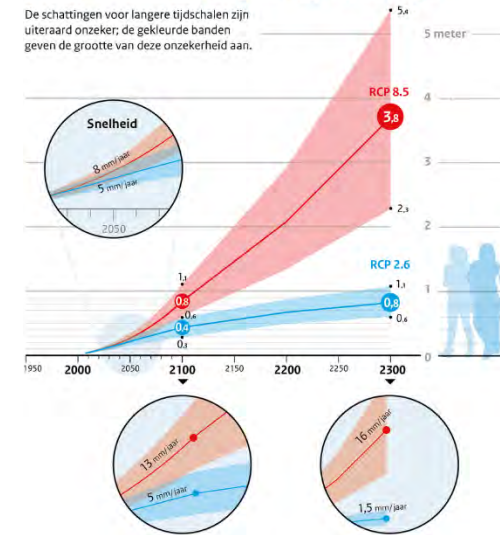 De schattingen voor langere tijdschalen zijn
uiteraard onzeker; de gekleurde banden
geven de grootte van deze onzekerheid aan.
5,6
5 meter
RCP 8.5
4
3,8
Snelheid
8 mm/jaar
5 mm/jaar
2050
3
2,3
2
RCP 2.6
1,1
1,1
1
0,8
0,8
0,6
0,6
0,4
0,3
0
1950
2000
2050
2100
2150
2200
2250
2300
13 mm/jaar
5 mm/jaar
16 mm/jaar
1,5 mm/jaar